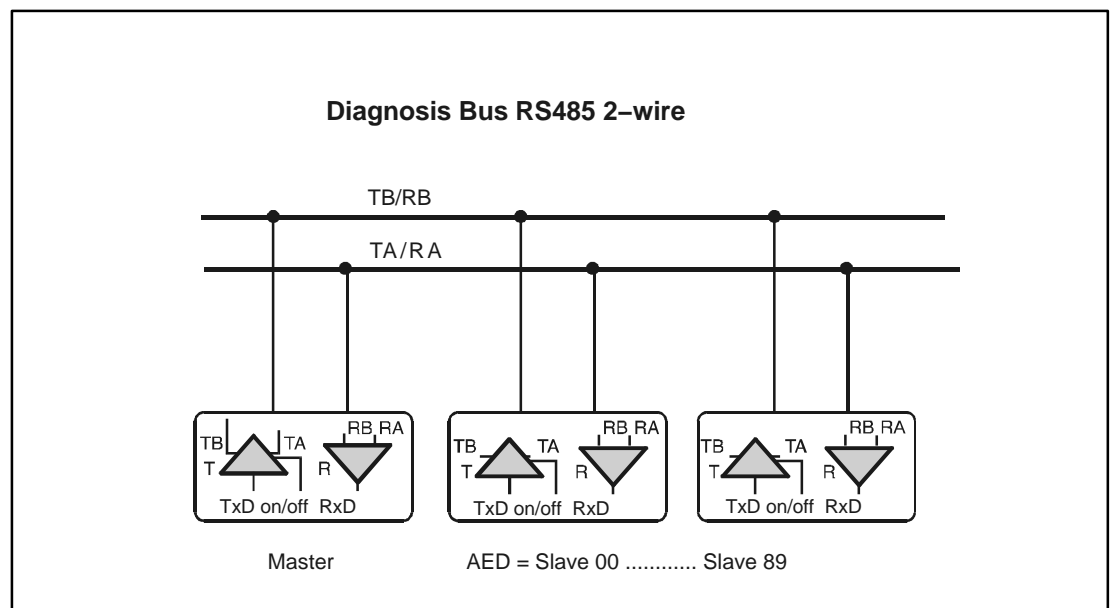 Diagnosis Bus RS485 2–wire
TB/RB
TA/RA
TB TA RB RA
T R
TxD on/off RxD
TB TA RB RA
T R
TxD on/off RxD
TB TA RB RA
T R
TxD on/off RxD
Master
AED = Slave 00 ............ Slave 89